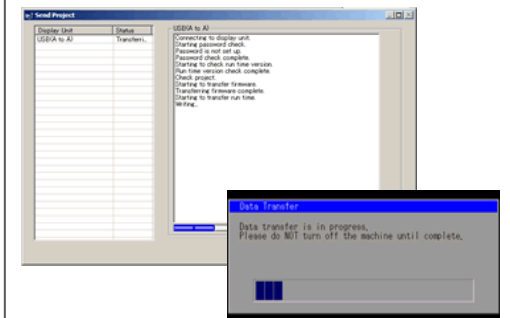 Send Project
Display Unit Status
USB(A to A) Transferri..
USB(A to A)
Connecting to display unit.
Starting password check.
Password is not set up.
Password check complete.
Starting to check run time version.
Run time version check complete.
Check project.
Starting to transfer firmware.
Transferring firmware complete.
Starting to transfer run time.
Writing..
Data Transfer
Data transfer is in progress,
Please do NOT turn off the machine until complete.